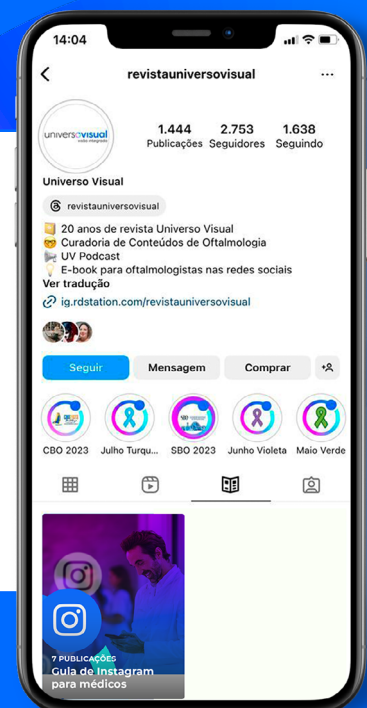 14:04
revistauniversovisual
universovisual
visão integrada
1.444 2.753 1.638
Publicações Seguidores Seguindo
Universo Visual
revistauniversovisual
20 anos de revista Universo Visual
Curadoria de Conteúdos de Oftalmologia
UV Podcast
E-book para oftalmologistas nas redes sociais
Ver tradução
ig.rdstation.com/revistauniversovisual
Seguir Mensagem Comprar
CBO 2023 Julho Turqu... SBO 2023 Junho Violeta Maio Verde
7 PUBLICAÇÕES
Guia de Instagram
para médicos